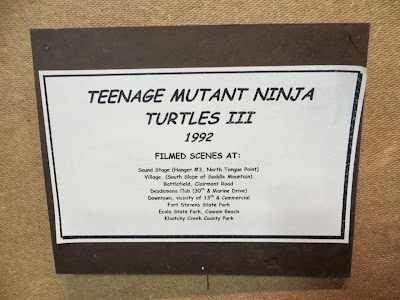 TEENAGE MUTANT NINJA
TURTLES III
1992
FILMED SCENES AT:
Sound Stage (Hanger #3, North Tongue Point)
Village, (South Slope of Saddle Mountain)
Battlefield, Clairmont Road
Desdemona Club (30th & Marine Drive)
Downtown, vicinity of 13th & Commercial
Fort Stevens State Park
Ecola State Park, Cannon Beach
Klootchy Creek County Park